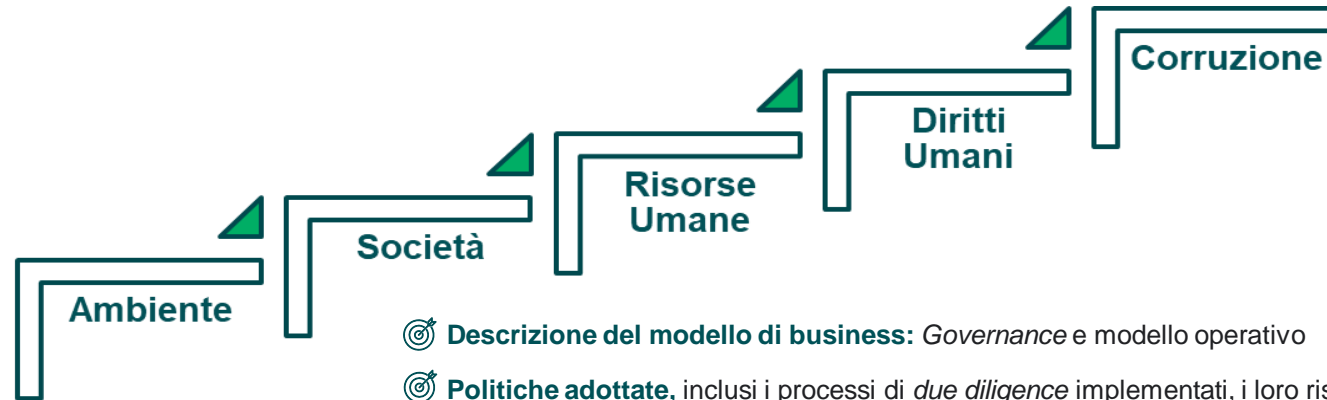 Corruzione
Diritti
Umani
Risorse
Umane
Società
Ambiente
Descrizione del modello di business: Governance e modello operativo
Politiche adottate, inclusi i processi di due diligence implementati, i loro